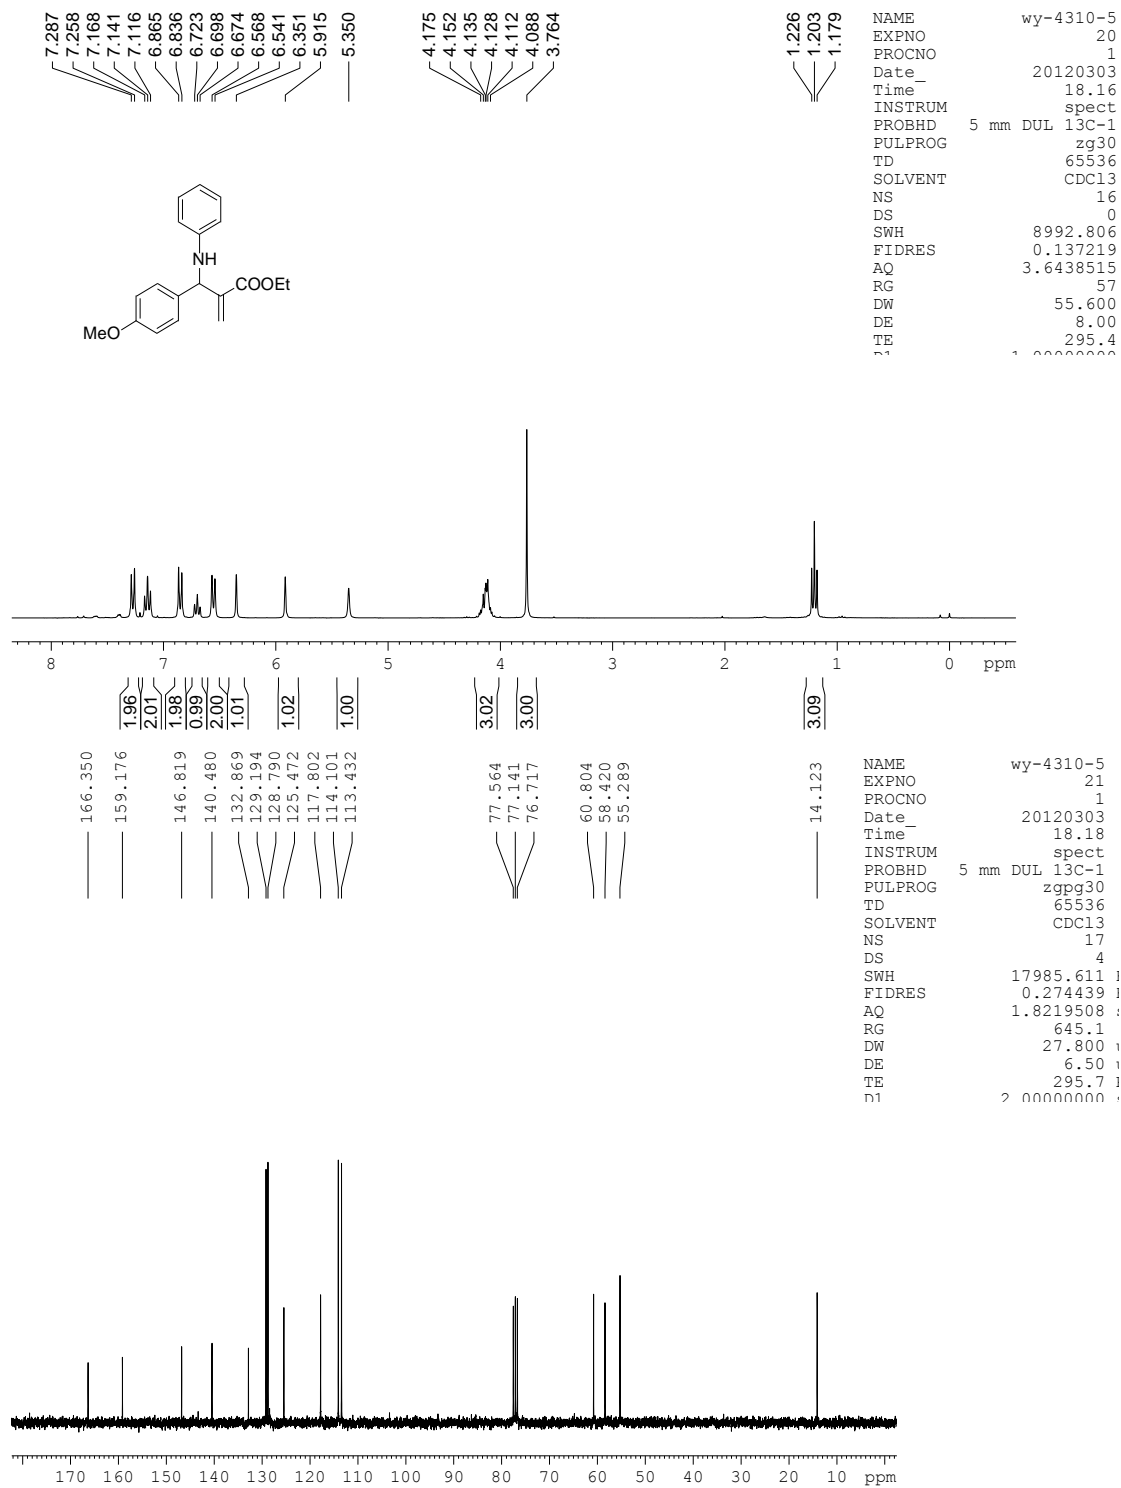 7.287
7.258
7.168
7.141
7.116
6.865
6.836
6.723
6.698
6.674
6.568
6.541
6.351
5.915
5.350
4.175
4.152
4.135
4.128
4.112
4.088
3.764
1.226
1.203
1.179
NAME wy-4310-5
EXPNO 20
PROCNO 1
Date_ 20120303
Time 18.16
INSTRUM spect
PROBHD 5 mm DUL 13C-1
PULPROG zg30
TD 65536
SOLVENT CDCl3
NS 16
DS 0
SWH 8992.806
FIDRES 0.137219
AQ 3.6438515
RG 57
DW 55.600
DE 8.00
TE 295.4
D1 1.00000000
NH
COOEt
MeO
8 7 6 5 4 3 2 1 0 ppm
1.96
2.01
1.98
0.99
2.00
1.01
1.02
1.00
3.02
3.00
3.09
166.350
159.176
146.819
140.480
132.869
129.194
128.790
125.472
117.802
114.101
113.432
77.564
77.141
76.717
60.804
58.420
55.289
14.123
NAME wy-4310-5
EXPNO 21
PROCNO 1
Date_ 20120303
Time 18.18
INSTRUM spect
PROBHD 5 mm DUL 13C-1
PULPROG zgpg30
TD 65536
SOLVENT CDCl3
NS 17
DS 4
SWH 17985.611
FIDRES 0.274439
AQ 1.8219508
RG 645.1
DW 27.800
DE 6.50
TE 295.7
D1 2.00000000
170 160 150 140 130 120 110 100 90 80 70 60 50 40 30 20 10 ppm